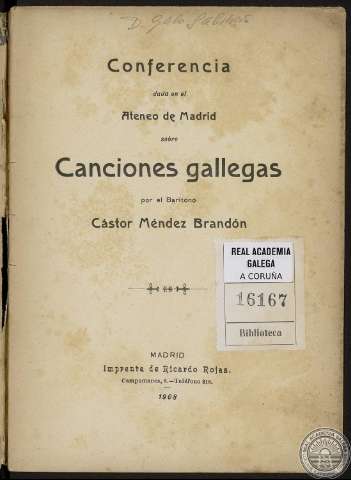 Conferencia
dada en el
Ateneo de Madrid
sobre
Canciones gallegas
por el Barítono
Cástor Méndez Brandón
REAL ACADEMIA
GALEGA
A CORUÑA
16167
Biblioteca
MADRID
Imprenta de Ricardo Rojas.
Campomanes, 8.—Teléfono 316.
1908